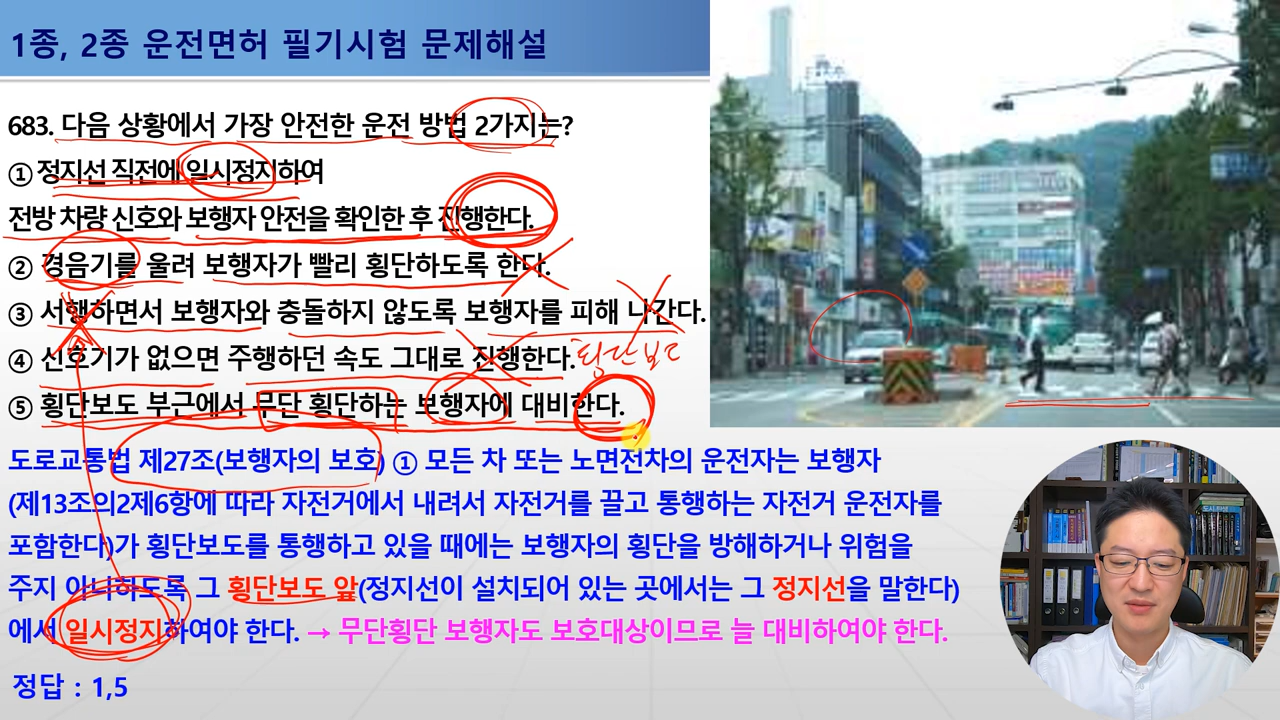 1종, 2종 운전면허 필기시험 문제해설
683. 다음 상황에서 가장 안전한 운전 방법 2가지는?
① 정지선 직전에 일시정지하여
전방 차량 신호와 보행자 안전을 확인한 후 진행한다.
② 경음기를 울려 보행자가 빨리 횡단하도록 한다.
③ 서행하면서 보행자와 충돌하지 않도록 보행자를 피해 나간다.
④ 신호기가 없으면 주행하던 속도 그대로 진행한다.
횡단보도
⑤ 횡단보도 부근에서 무단 횡단하는 보행자에 대비한다.
도로교통법 제27조(보행자의 보호) ① 모든 차 또는 노면전차의 운전자는 보행자
(제13조의2제6항에 따라 자전거에서 내려서 자전거를 끌고 통행하는 자전거 운전자를
포함한다)가 횡단보도를 통행하고 있을 때에는 보행자의 횡단을 방해하거나 위험을
주지 아니하도록 그 횡단보도 앞(정지선이 설치되어 있는 곳에서는 그 정지선을 말한다)
에서 일시정지하여야 한다. → 무단횡단 보행자도 보호대상이므로 늘 대비하여야 한다.
정답 : 1,5